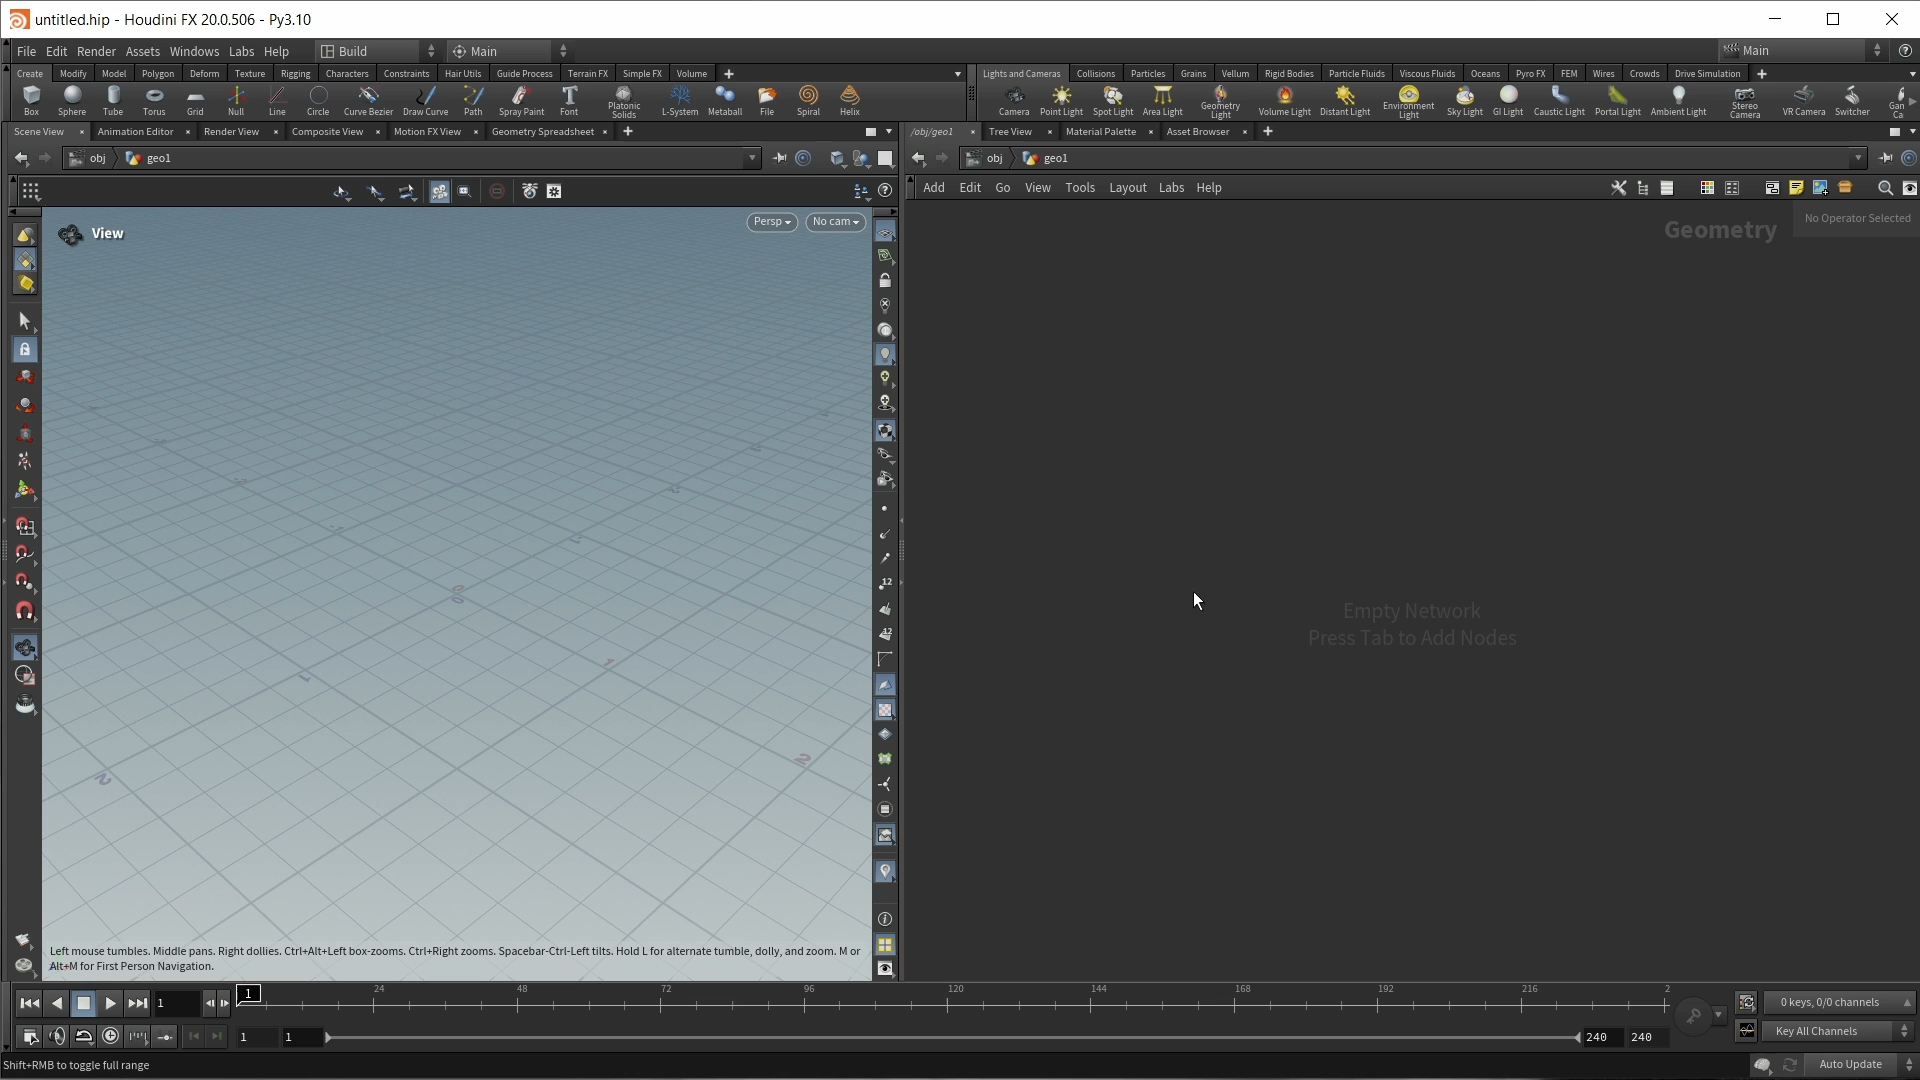 untitled.hip - Houdini FX 20.0.506 - Py3.10
File Edit Render Assets Windows Labs Help Build Main Main
Create Modify Model Polygon Deform Texture Rigging Characters Constraints Hair Utils Guide Process Terrain FX Simple FX Volume
Lights and Cameras Collisions Particles Grains Vellum Rigid Bodies Particle Fluids Viscous Fluids Oceans Pyro FX FEM Wires Crowds Drive Simulation
Box Sphere Tube Torus Grid Null Line Circle Curve Bezier Draw Curve Path Spray Paint Font Platonic Solids L-System Metaball File Spiral Helix
Camera Point Light Spot Light Area Light Geometry Light Volume Light Distant Light Environment Light Sky Light GI Light Caustic Light Portal Light Ambient Light Stereo Camera VR Camera Switcher Gan Ca
Scene View Animation Editor Render View Composite View Motion FX View Geometry Spreadsheet
/obj/geo1 Tree View Material Palette Asset Browser
obj geo1
obj geo1
Add Edit Go View Tools Layout Labs Help
View
Persp No cam
Geometry
No Operator Selected
Empty Network
Press Tab to Add Nodes
0
0
1
1
2
2
12
12
Left mouse tumbles. Middle pans. Right dollies. Ctrl+Alt+Left box-zooms. Ctrl+Right zooms. Spacebar-Ctrl-Left tilts. Hold L for alternate tumble, dolly, and zoom. M or
Alt+M for First Person Navigation.
1 1 24 48 72 96 120 144 168 192 216 2
0 keys, 0/0 channels
1 1 240 240
Key All Channels
Shift+RMB to toggle full range
Auto Update